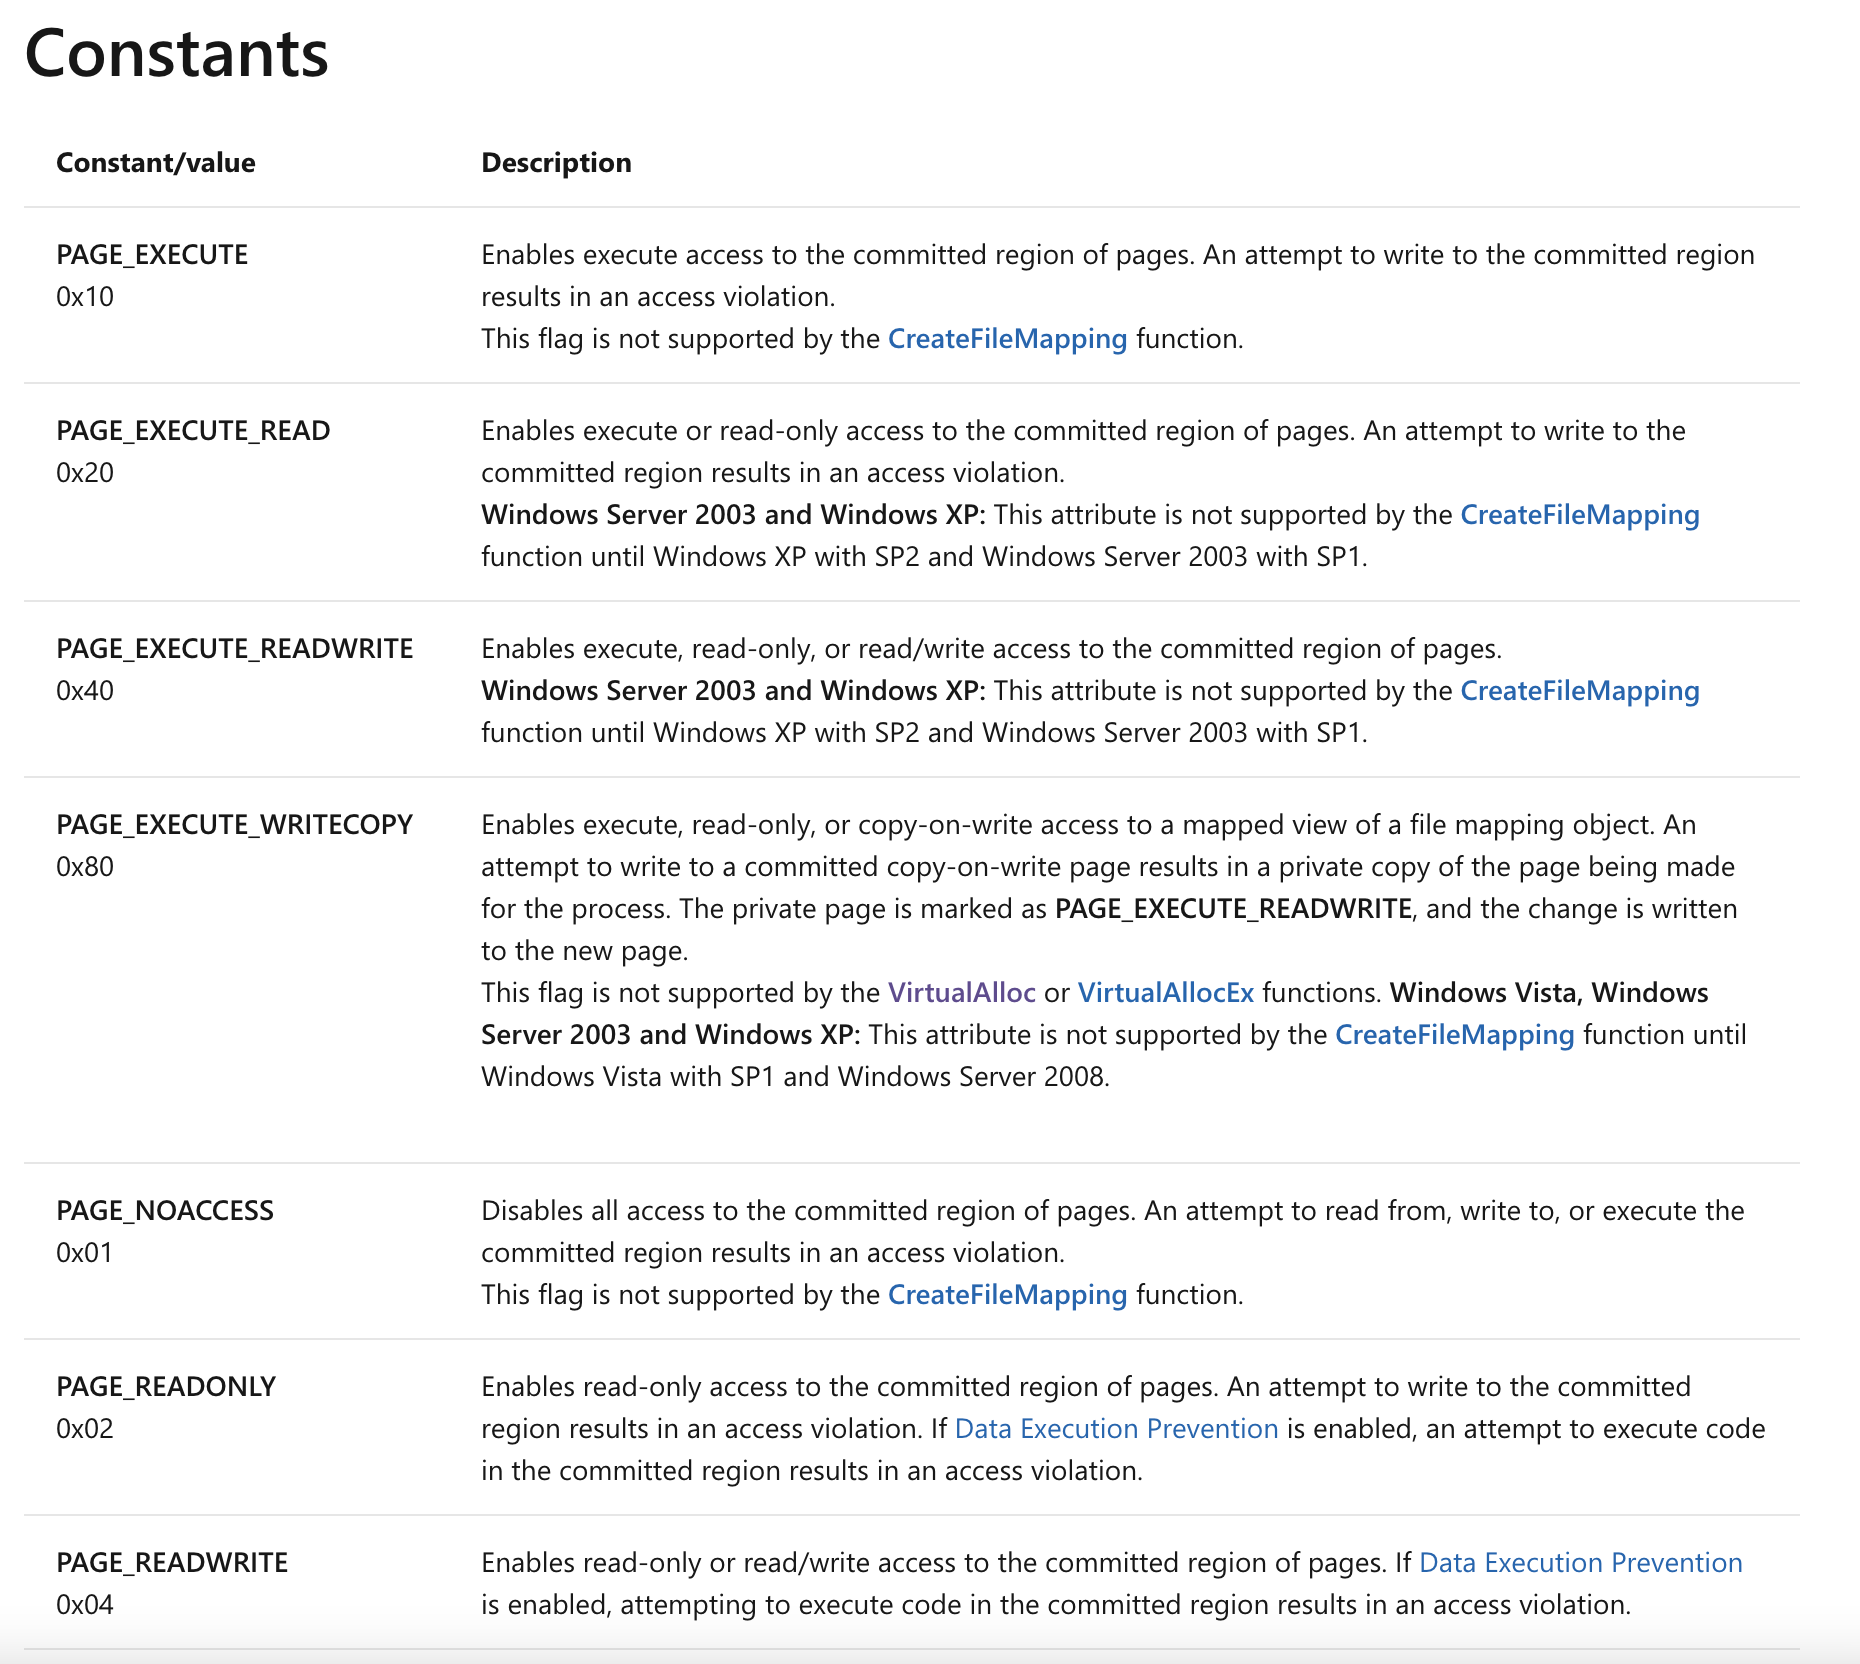 Constants
Constant/value Description
PAGE_EXECUTE
0x10
Enables execute access to the committed region of pages. An attempt to write to the committed region
results in an access violation.
This flag is not supported by the CreateFileMapping function.
PAGE_EXECUTE_READ
0x20
Enables execute or read-only access to the committed region of pages. An attempt to write to the
committed region results in an access violation.
Windows Server 2003 and Windows XP: This attribute is not supported by the CreateFileMapping
function until Windows XP with SP2 and Windows Server 2003 with SP1.
PAGE_EXECUTE_READWRITE
0x40
Enables execute, read-only, or read/write access to the committed region of pages.
Windows Server 2003 and Windows XP: This attribute is not supported by the CreateFileMapping
function until Windows XP with SP2 and Windows Server 2003 with SP1.
PAGE_EXECUTE_WRITECOPY
0x80
Enables execute, read-only, or copy-on-write access to a mapped view of a file mapping object. An
attempt to write to a committed copy-on-write page results in a private copy of the page being made
for the process. The private page is marked as PAGE_EXECUTE_READWRITE, and the change is written
to the new page.
This flag is not supported by the VirtualAlloc or VirtualAllocEx functions. Windows Vista, Windows
Server 2003 and Windows XP: This attribute is not supported by the CreateFileMapping function until
Windows Vista with SP1 and Windows Server 2008.
PAGE_NOACCESS
0x01
Disables all access to the committed region of pages. An attempt to read from, write to, or execute the
committed region results in an access violation.
This flag is not supported by the CreateFileMapping function.
PAGE_READONLY
0x02
Enables read-only access to the committed region of pages. An attempt to write to the committed
region results in an access violation. If Data Execution Prevention is enabled, an attempt to execute code
in the committed region results in an access violation.
PAGE_READWRITE
0x04
Enables read-only or read/write access to the committed region of pages. If Data Execution Prevention
is enabled, attempting to execute code in the committed region results in an access violation.